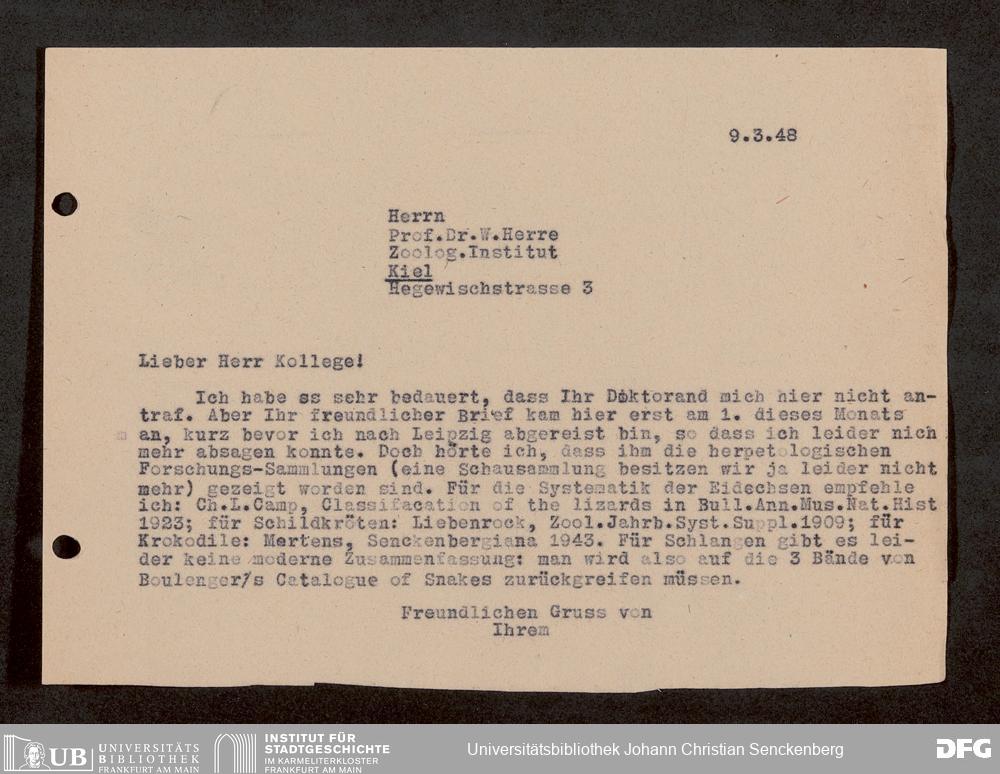 9.3.48
Herrn
Prof.Dr.W.Herre
Zoolog.Institut
Kiel
Hegewischstrasse 3
Lieber Herr Kollege!
Ich habe es sehr bedauert, dass Ihr Doktorand mich hier nicht an-
traf. Aber Ihr freundlicher Brief kam hier erst am 1. dieses Monats
an, kurz bevor ich nach Leipzig abgereist bin, so dass ich leider nich
mehr absagen konnte. Doch hörte ich, dass ihm die herpetologischen
Forschungs-Sammlungen (eine Schausammlung besitzen wir ja leider nicht
mehr) gezeigt worden sind. Für die Systematik der Eidechsen empfehle
ich: Ch.L.Camp, Classifacation of the lizards in Bull.Ann.Mus.Nat.Hist
1923; für Schildkröten: Liebenrock, Zool.Jahrb.Syst.Suppl.1909; für
Krokodile: Mertens, Senckenbergiana 1943. Für Schlangen gibt es lei-
der keine moderne Zusammenfassung: man wird also auf die 3 Bände von
Boulenger/s Catalogue of Snakes zurückgreifen müssen.
Freundlichen Gruss von
Ihrem
UB UNIVERSITÄTS
BIBLIOTHEK
FRANKFURT AM MAIN
INSTITUT FÜR
STADTGESCHICHTE
IM KARMELITERKLOSTER
FRANKFURT AM MAIN
Universitätsbibliothek Johann Christian Senckenberg
DFG